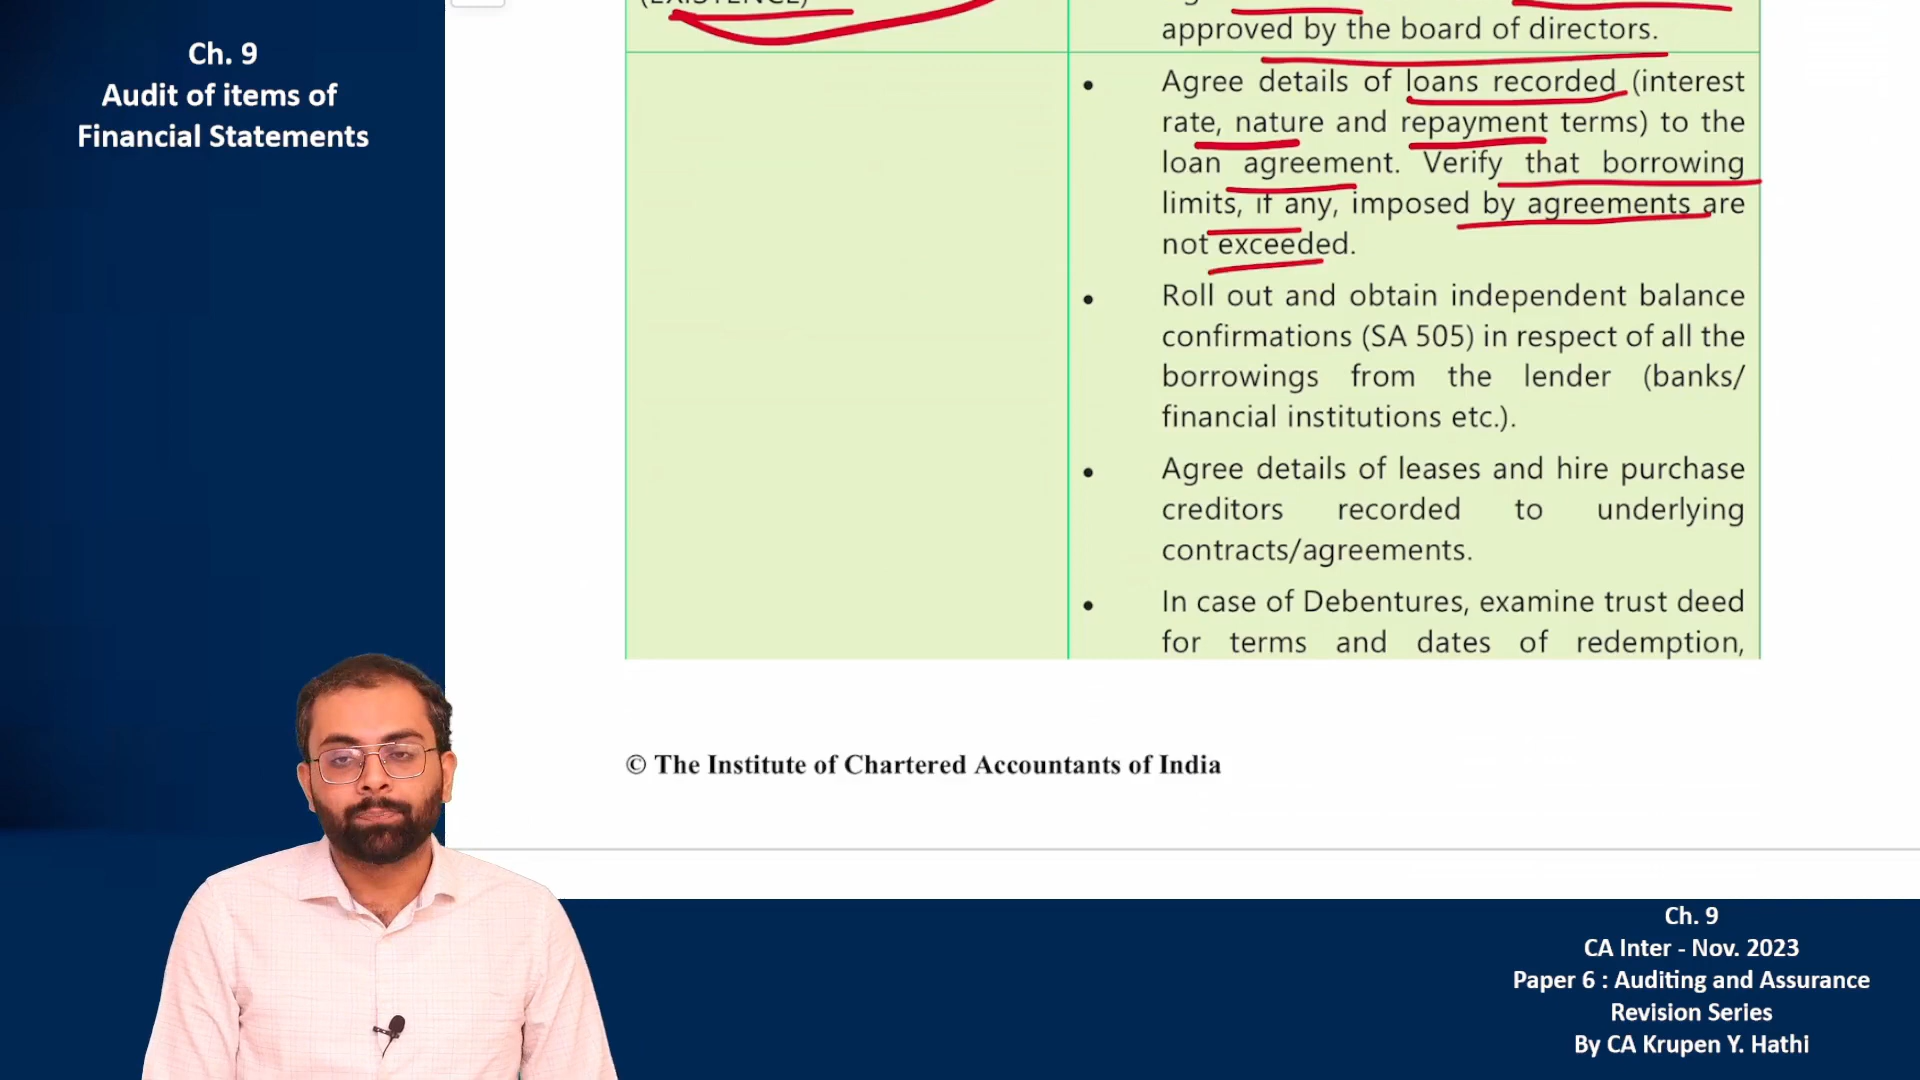 Ch. 9
Audit of items of
Financial Statements
(EXISTENCE)
approved by the board of directors.
• Agree details of loans recorded (interest
rate, nature and repayment terms) to the
loan agreement. Verify that borrowing
limits, if any, imposed by agreements are
not exceeded.
• Roll out and obtain independent balance
confirmations (SA 505) in respect of all the
borrowings from the lender (banks/
financial institutions etc.).
• Agree details of leases and hire purchase
creditors recorded to underlying
contracts/agreements.
• In case of Debentures, examine trust deed
for terms and dates of redemption,
© The Institute of Chartered Accountants of India
Ch. 9
CA Inter - Nov. 2023
Paper 6 : Auditing and Assurance
Revision Series
By CA Krupen Y. Hathi